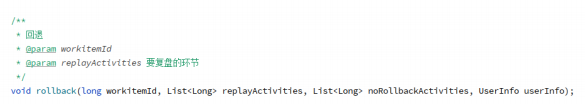 /**
 * 回退
 * @param workitemId
 * @param replayActivities 要复盘的环节
 */
void rollback(long workitemId, List<Long> replayActivities, List<Long> noRollbackActivities, UserInfo userInfo);